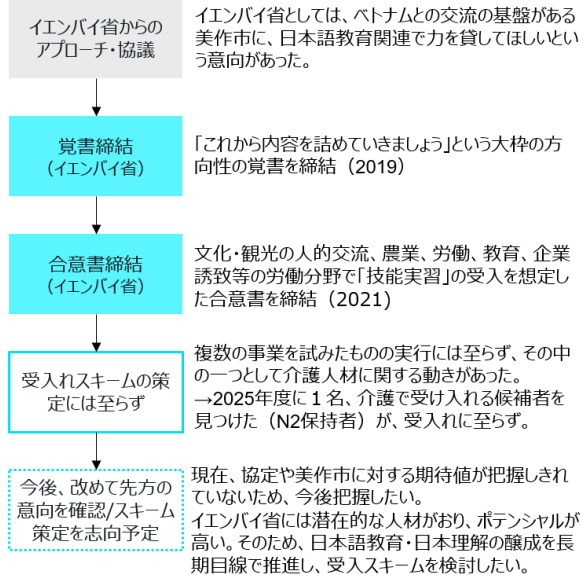 イエンバイ省からの
アプローチ・協議
イエンバイ省としては、ベトナムとの交流の基盤がある
美作市に、日本語教育関連で力を貸してほしいとい
う意向があった。
覚書締結
（イエンバイ省）
「これから内容を詰めていきましょう」という大枠の方
向性の覚書を締結（2019）
合意書締結
（イエンバイ省）
文化・観光の人的交流、農業、労働、教育、企業
誘致等の労働分野で「技能実習」の受入を想定し
た合意書を締結（2021)
受入れスキームの策
定には至らず
複数の事業を試みたものの実行には至らず、その中
の一つとして介護人材に関する動きがあった。
→2025年度に１名、介護で受け入れる候補者を
見つけた（N2保持者）が、受入れに至らず。
今後、改めて先方の
意向を確認/スキーム
策定を志向予定
現在、協定や美作市に対する期待値が把握しきれ
ていないため、今後把握したい。
イエンバイ省には潜在的な人材がおり、ポテンシャルが
高い。そのため、日本語教育・日本理解の醸成を長
期目線で推進し、受入スキームを検討したい。